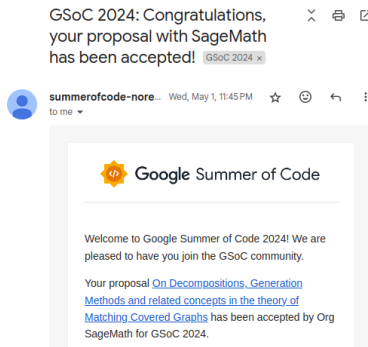 GSoC 2024: Congratulations,
your proposal with SageMath
has been accepted! GSoC 2024 ×
summerofcode-nore... Wed, May 1, 11:45 PM
to me
Google Summer of Code
Welcome to Google Summer of Code 2024! We are
pleased to have you join the GSoC community.
Your proposal On Decompositions, Generation
Methods and related concepts in the theory of
Matching Covered Graphs has been accepted by Org
SageMath for GSoC 2024.